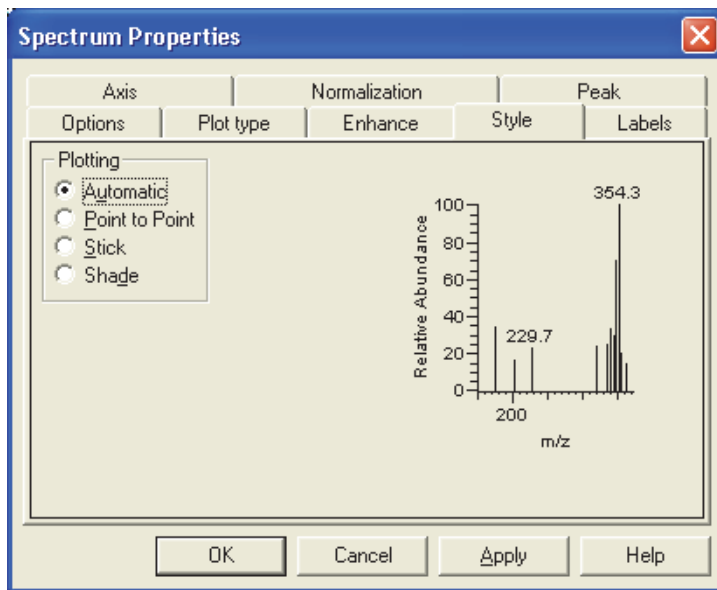 Spectrum Properties
Axis Normalization Peak
Options Plot type Enhance Style Labels
Plotting
Automatic
Point to Point
Stick
Shade
Relative Abundance
100
80
60
40
20
0
354.3
229.7
200
m/z
OK Cancel Apply Help